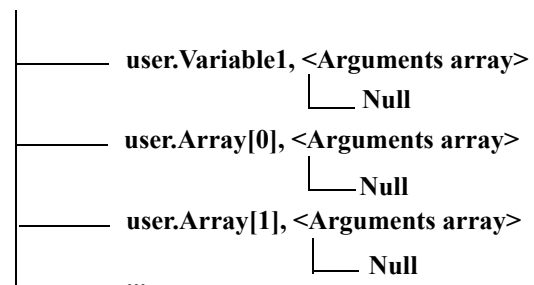 user.Variable1, <Arguments array>
Null
user.Array[0], <Arguments array>
Null
user.Array[1], <Arguments array>
Null